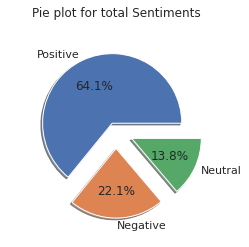 Pie plot for total Sentiments
Positive
64.1%
13.8%
Neutral
22.1%
Negative